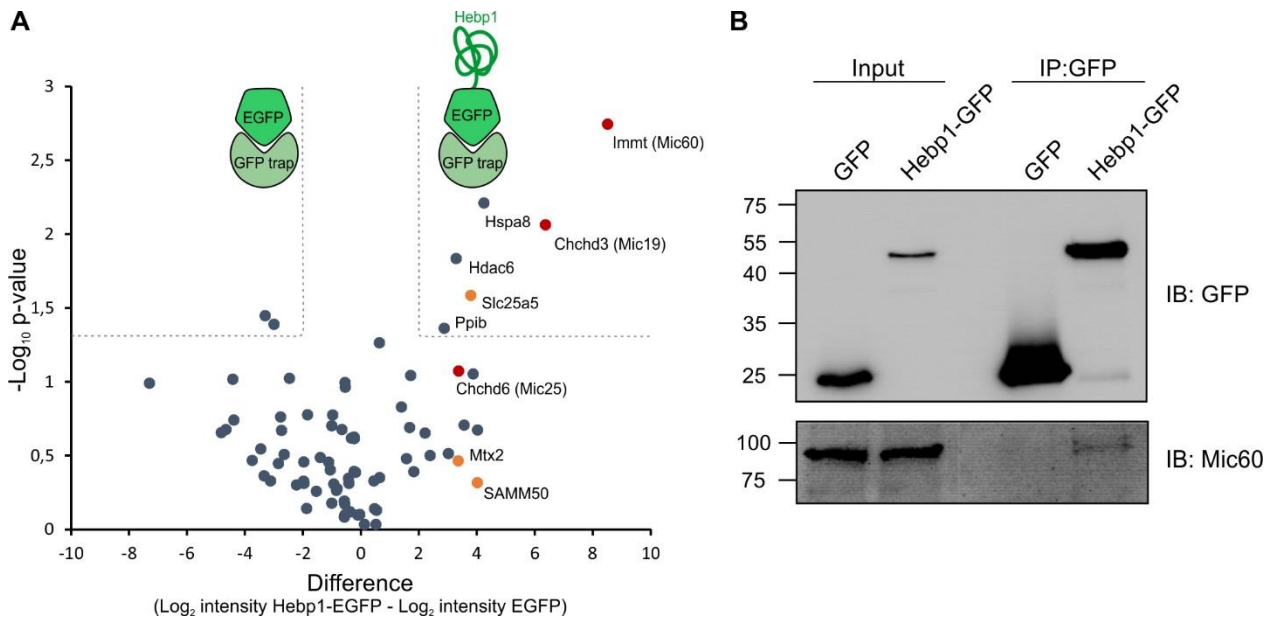 A
Hebp1
3
2,5
2
1,5
1
0,5
0
-Log₁₀ p-value
EGFP
GFP trap
EGFP
GFP trap
Immt (Mic60)
Hspa8
Chchd3 (Mic19)
Hdac6
Slc25a5
Ppib
Chchd6 (Mic25)
Mtx2
SAMM50
-10 -8 -6 -4 -2 0 2 4 6 8 10
Difference
(Log₂ intensity Hebp1-EGFP - Log₂ intensity EGFP)
B
Input IP:GFP
GFP Hebp1-GFP GFP Hebp1-GFP
75
55
40
35
25
IB: GFP
100
75
IB: Mic60